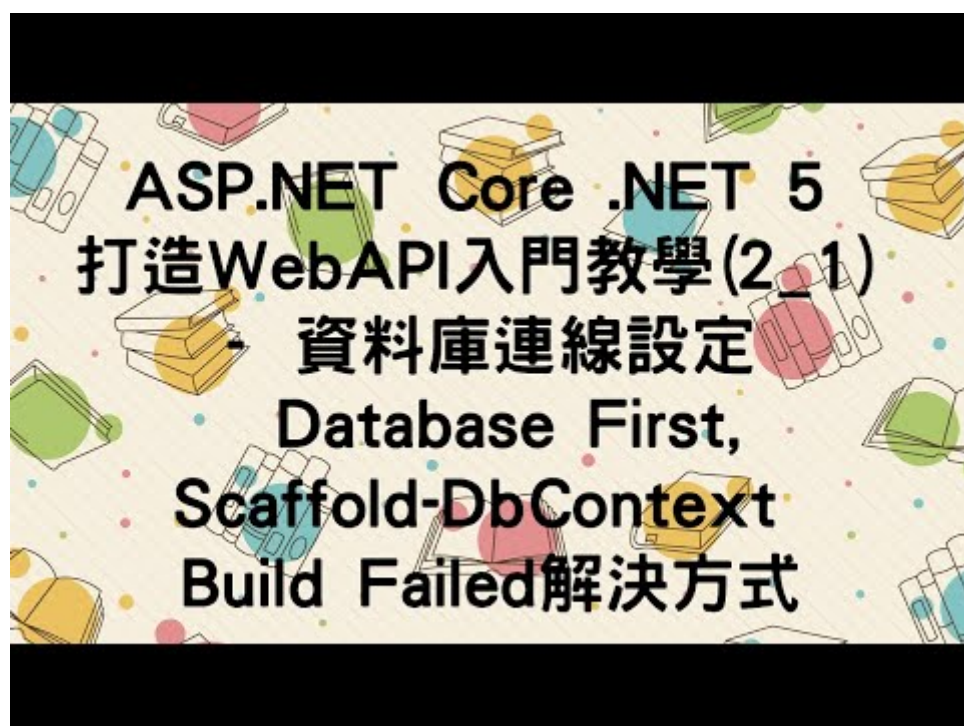 ASP.NET Core .NET 5
打造WebAPI入門教學(2_1)
- 資料庫連線設定
Database First,
Scaffold-DbContext
Build Failed解決方式